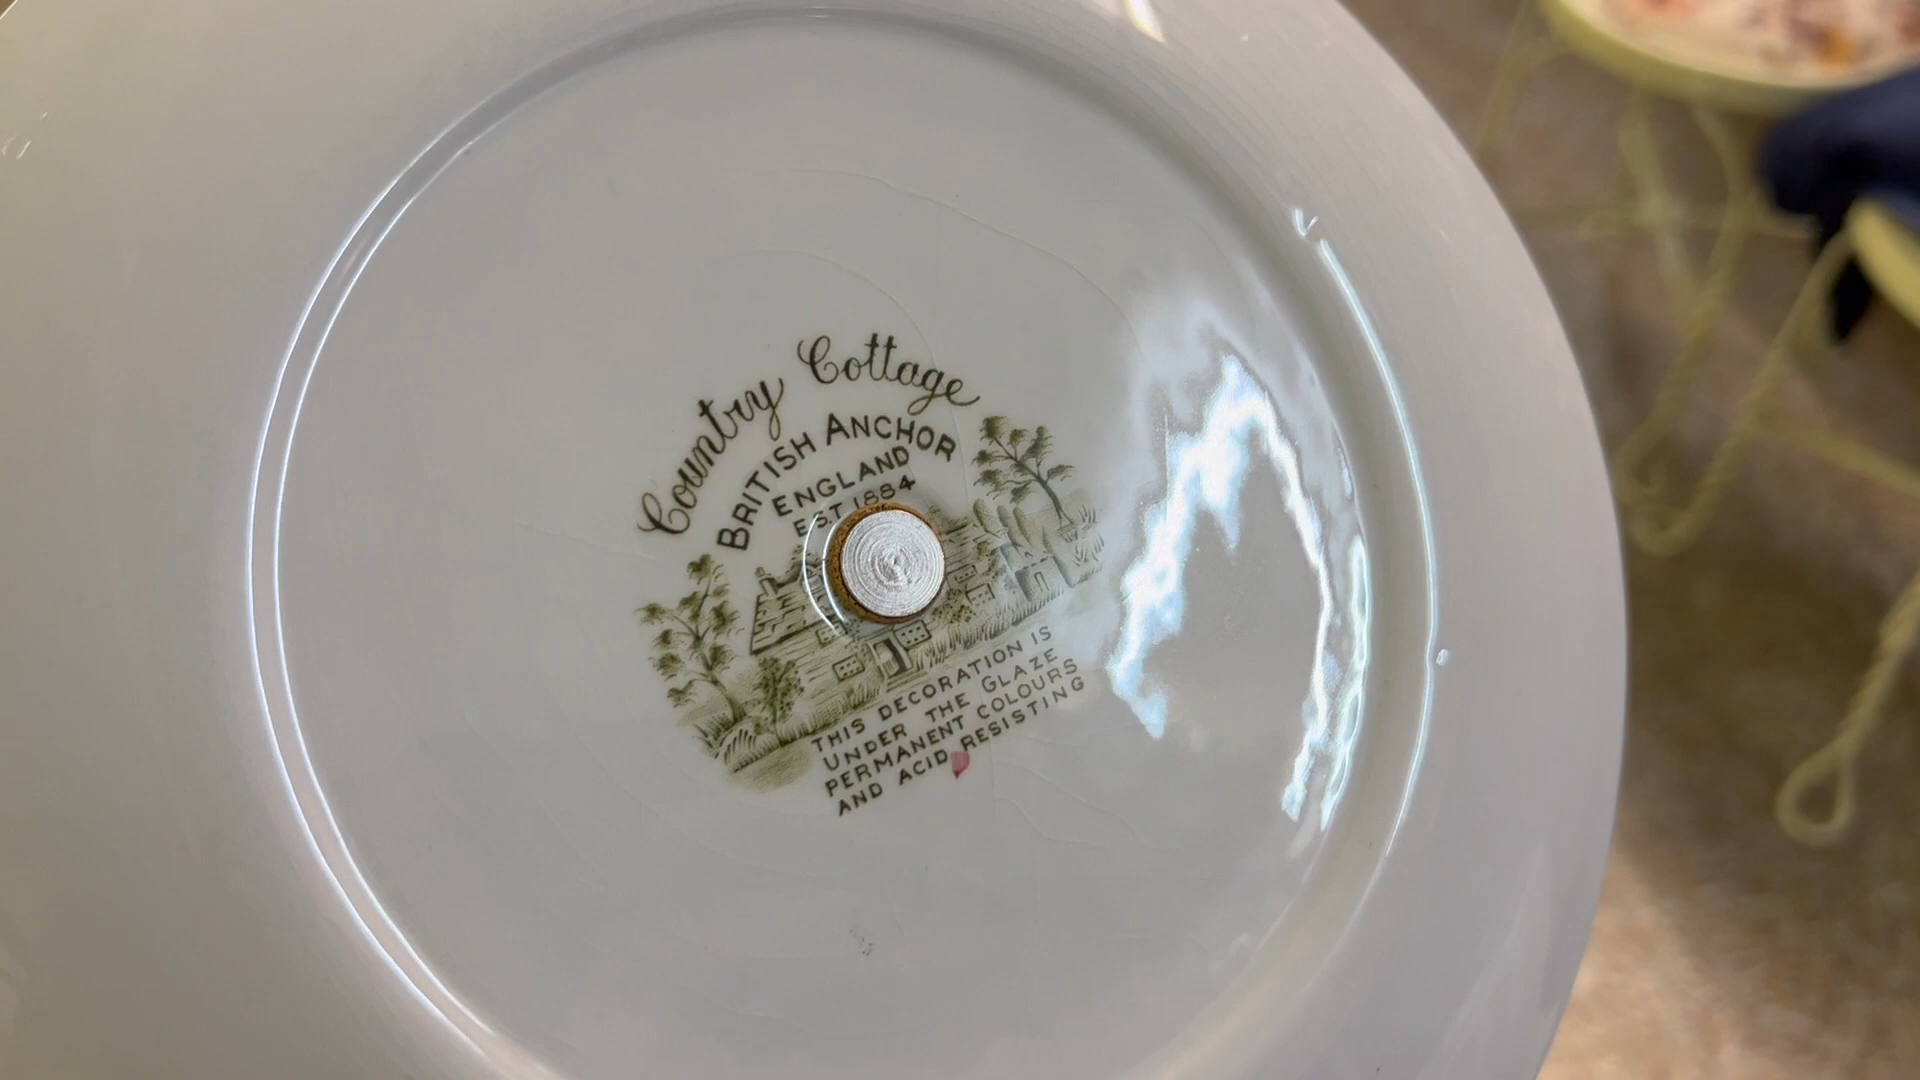 Country Cottage
BRITISH ANCHOR
ENGLAND
EST 1884
THIS DECORATION IS
UNDER THE GLAZE
PERMANENT COLOURS
AND ACID RESISTING